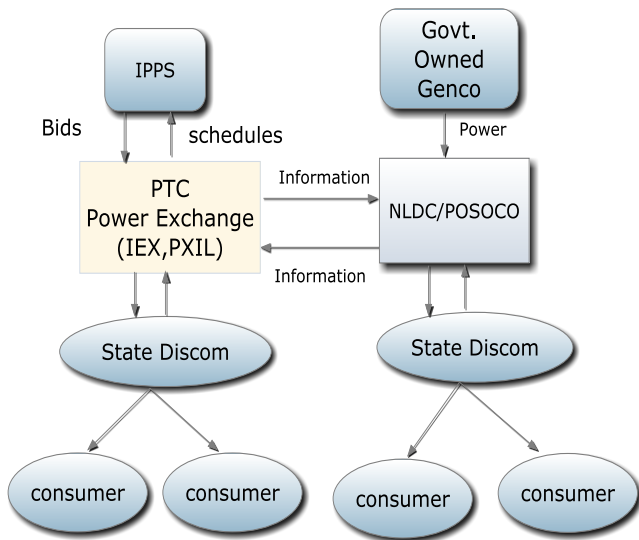 IPPS
Govt.
Owned
Genco
Bids
schedules
Power
PTC
Power Exchange
(IEX,PXIL)
Information
NLDC/POSOCO
Information
State Discom
State Discom
consumer
consumer
consumer
consumer